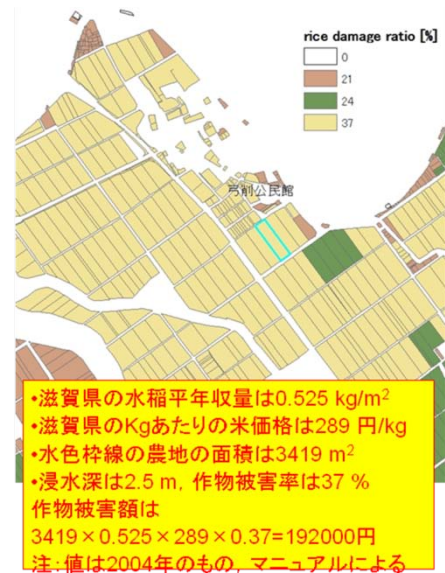 rice damage ratio [%]
0
21
24
37
弓削公民館
•滋賀県の水稲平年収量は0.525 kg/m²
•滋賀県のKgあたりの米価格は289 円/kg
•水色枠線の農地の面積は3419 m²
•浸水深は2.5 m, 作物被害率は37 %
作物被害額は
3419×0.525×289×0.37=192000円
注:値は2004年のもの, マニュアルによる